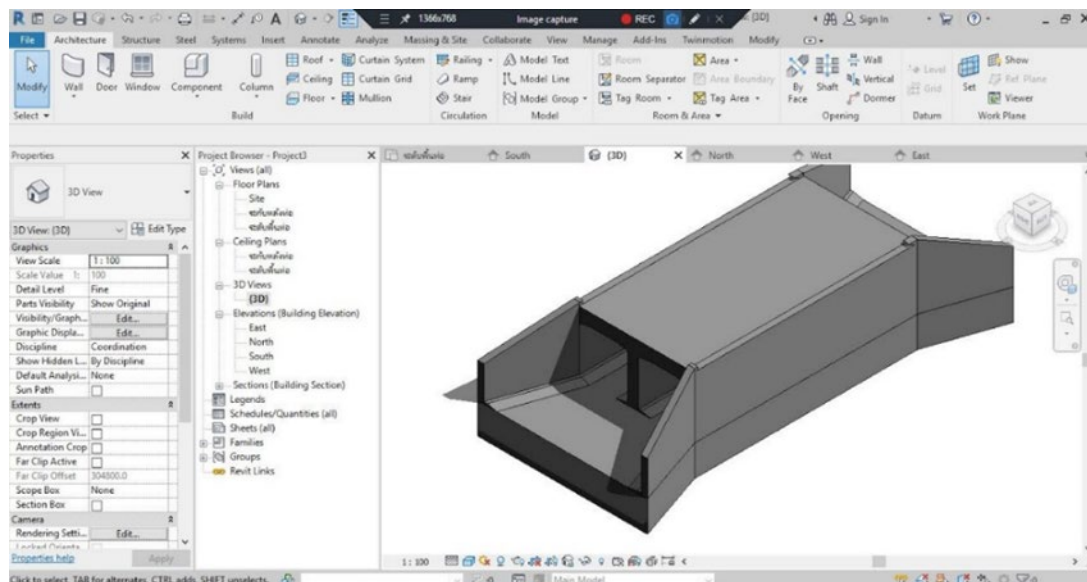 1366x768 Image capture REC {3D} Sign In
File Architecture Structure Steel Systems Insert Annotate Analyze Massing & Site Collaborate View Manage Add-Ins Twinmotion Modify
Modify Wall Door Window Component Column
Roof Ceiling Floor
Curtain System Curtain Grid Mullion
Railing Ramp Stair
Model Text Model Line Model Group
Room Room Separator Tag Room
Area Area Boundary Tag Area
By Face Shaft Wall Vertical Dormer
Level Grid
Set Show Ref Plane Viewer
Select Build Circulation Model Room & Area Opening Datum Work Plane
Properties
3D View
3D View: {3D} Edit Type
Graphics
View Scale 1 : 100
Scale Value 1: 100
Detail Level Fine
Parts Visibility Show Original
Visibility/Graph... Edit...
Graphic Displa... Edit...
Discipline Coordination
Show Hidden L... By Discipline
Default Analysi... None
Sun Path
Extents
Crop View
Crop Region Vi...
Annotation Crop
Far Clip Active
Far Clip Offset 304800.0
Scope Box None
Section Box
Camera
Rendering Setti... Edit...
Locked Orienta...
Properties help Apply
Project Browser - Project3
Views (all)
Floor Plans
Site
Ceiling Plans
3D Views
{3D}
Elevations (Building Elevation)
East
North
South
West
Sections (Building Section)
Legends
Schedules/Quantities (all)
Sheets (all)
Families
Groups
Revit Links
South {3D} North West East
1 : 100
Click to select, TAB for alternates, CTRL adds, SHIFT unselects. Main Model